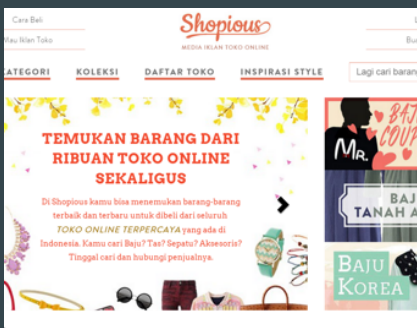 Cara Beli
Mau Iklan Toko
Shopious
MEDIA IKLAN TOKO ONLINE
KATEGORI KOLEKSI DAFTAR TOKO INSPIRASI STYLE
Lagi cari barang
TEMUKAN BARANG DARI
RIBUAN TOKO ONLINE
SEKALIGUS
Di Shopious kamu bisa menemukan barang-barang
terbaik dan terbaru untuk dibeli dari seluruh
TOKO ONLINE TERPERCAYA yang ada di
Indonesia. Kamu cari Baju? Tas? Sepatu? Aksesoris?
Tinggal cari dan hubungi penjualnya.
MR.
BAJU
TANAH A
BAJU
KOREA